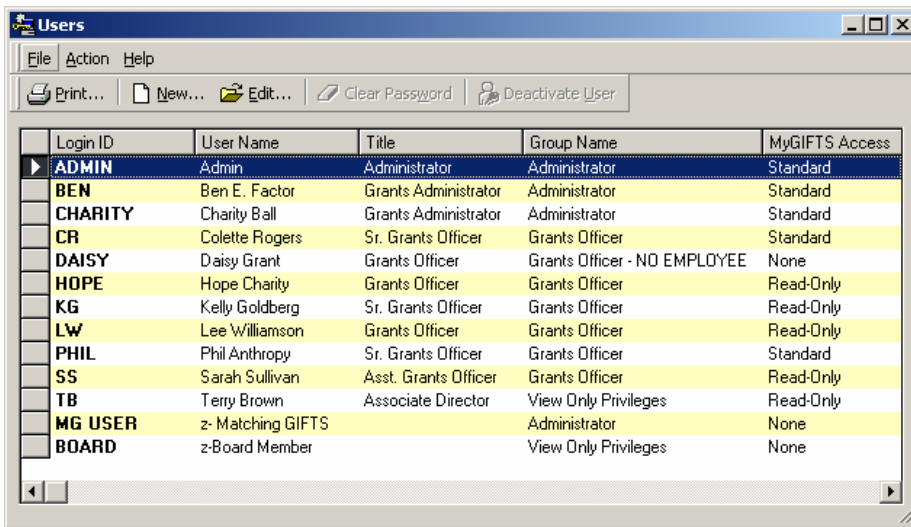 Users
File Action Help
Print... New... Edit... Clear Password Deactivate User
Login ID User Name Title Group Name MyGIFTS Access
ADMIN Admin Administrator Administrator Standard
BEN Ben E. Factor Grants Administrator Administrator Standard
CHARITY Charity Ball Grants Administrator Administrator Standard
CR Colette Rogers Sr. Grants Officer Grants Officer Standard
DAISY Daisy Grant Grants Officer Grants Officer - NO EMPLOYEE None
HOPE Hope Charity Grants Officer Grants Officer Read-Only
KG Kelly Goldberg Sr. Grants Officer Grants Officer Read-Only
LW Lee Williamson Grants Officer Grants Officer Read-Only
PHIL Phil Anthropy Sr. Grants Officer Grants Officer Standard
SS Sarah Sullivan Asst. Grants Officer Grants Officer Read-Only
TB Terry Brown Associate Director View Only Privileges Read-Only
MG USER z- Matching GIFTS Administrator None
BOARD z-Board Member View Only Privileges None